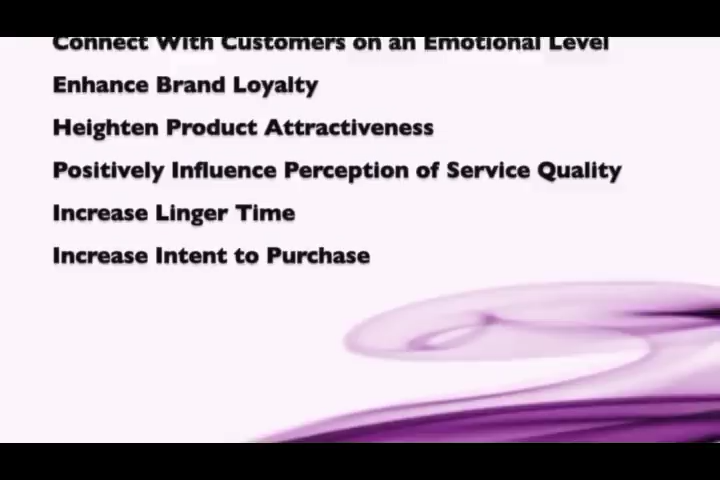 Connect With Customers on an Emotional Level
Enhance Brand Loyalty
Heighten Product Attractiveness
Positively Influence Perception of Service Quality
Increase Linger Time
Increase Intent to Purchase